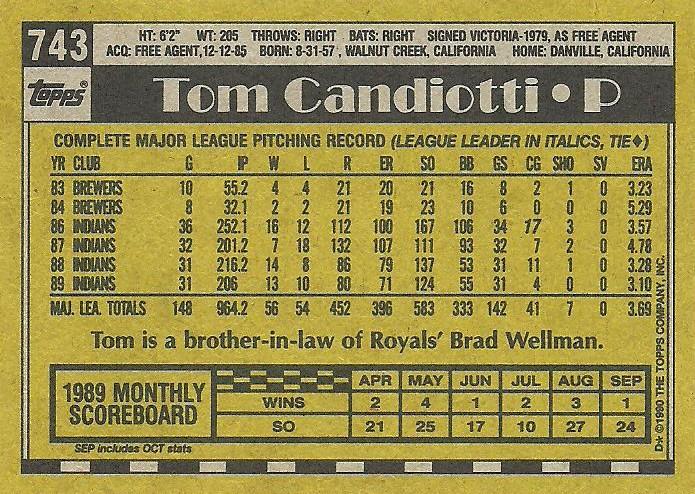 743
HT: 6'2" WT: 205 THROWS: RIGHT BATS: RIGHT SIGNED VICTORIA-1979, AS FREE AGENT
ACQ: FREE AGENT,12-12-85 BORN: 8-31-57, WALNUT CREEK, CALIFORNIA HOME: DANVILLE, CALIFORNIA
Topps®
Tom Candiotti • P
COMPLETE MAJOR LEAGUE PITCHING RECORD (LEAGUE LEADER IN ITALICS, TIE♦)
YR CLUB G IP W L R ER SO BB GS CG SHO SV ERA
83 BREWERS 10 55.2 4 4 21 20 21 16 8 2 1 0 3.23
84 BREWERS 8 32.1 2 2 21 19 23 10 6 0 0 0 5.29
86 INDIANS 36 252.1 16 12 112 100 167 106 34 17 3 0 3.57
87 INDIANS 32 201.2 7 18 132 107 111 93 32 7 2 0 4.78
88 INDIANS 31 216.2 14 8 86 79 137 53 31 11 1 0 3.28
89 INDIANS 31 206 13 10 80 71 124 55 31 4 0 0 3.10
MAJ. LEA. TOTALS 148 964.2 56 54 452 396 583 333 142 41 7 0 3.69
Tom is a brother-in-law of Royals' Brad Wellman.
1989 MONTHLY
SCOREBOARD
APR MAY JUN JUL AUG SEP
WINS 2 4 1 2 3 1
SO 21 25 17 10 27 24
SEP includes OCT stats
D* ©1990 THE TOPPS COMPANY, INC.